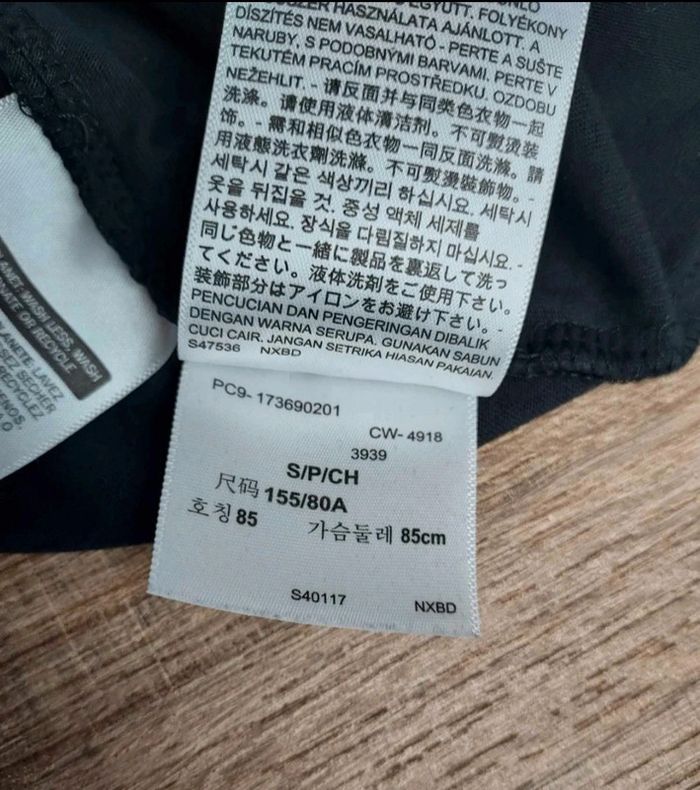 EGYÜTT. FOLYÉKONY
DÍSZÍTÉS NEM VASALHATÓ - PERTE A SUŠTE
NARUBY, S PODOBNÝMI BARVAMI. PERTE V
TEKUTÉM PRACÍM PROSTŘEDKU. OZDOBU
NEŽEHLIT. - 请反面并与同类色衣物一起
洗涤。请使用液体清洁剂。不可熨烫装
饰。- 需和相似色衣物一同反面洗滌。請
用液態洗衣劑洗滌。不可熨燙裝飾物。-
세탁시 같은 색상끼리 하십시요. 세탁시
옷을 뒤집을 것. 중성 액체 세제를
사용하세요. 장식을 다림질하지 마십시요. -
同じ色物と一緒に製品を裏返して洗っ
てください。液体洗剤をご使用下さい。
装飾部分はアイロンをお避け下さい。-
PENCUCIAN DAN PENGERINGAN DIBALIK
DENGAN WARNA SERUPA. GUNAKAN SABUN
CUCI CAIR. JANGAN SETRIKA HIASAN PAKAIAN.
S47536 NXBD
PC9- 173690201
CW- 4918
3939
S/P/CH
尺码 155/80A
호칭 85 가슴둘레 85cm
S40117 NXBD
WASH LESS, WASH
OR RECYCLE
PLANETE: LAVEZ
SECHER
RECYCLEZ